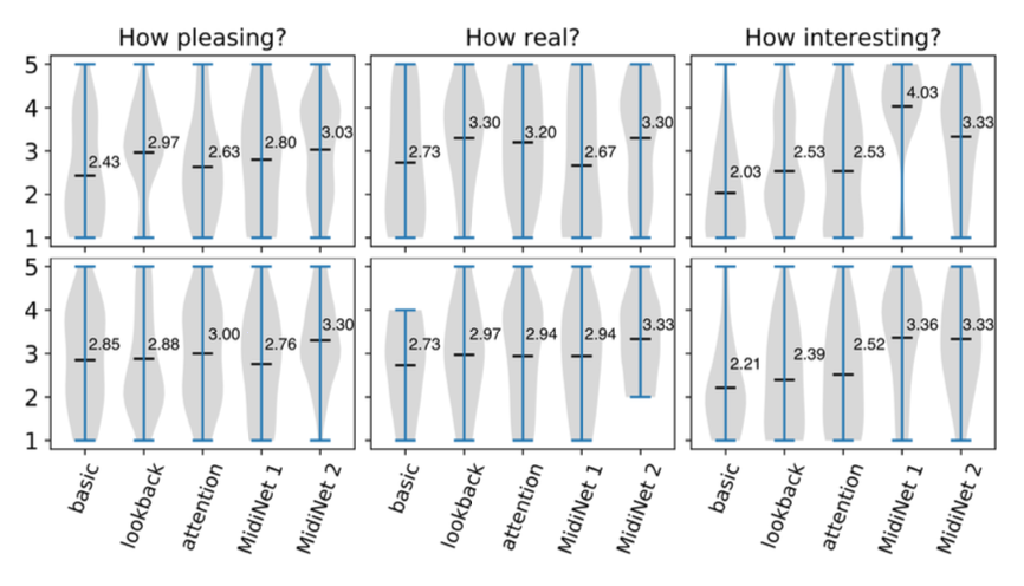 How pleasing? How real? How interesting?
5
4
3
2
1
2.43 2.97 2.63 2.80 3.03
2.73 3.30 3.20 2.67 3.30
2.03 2.53 2.53 4.03 3.33
5
4
3
2
1
2.85 2.88 3.00 2.76 3.30
2.73 2.97 2.94 2.94 3.33
2.21 2.39 2.52 3.36 3.33
basic lookback attention MidiNet 1 MidiNet 2
basic lookback attention MidiNet 1 MidiNet 2
basic lookback attention MidiNet 1 MidiNet 2